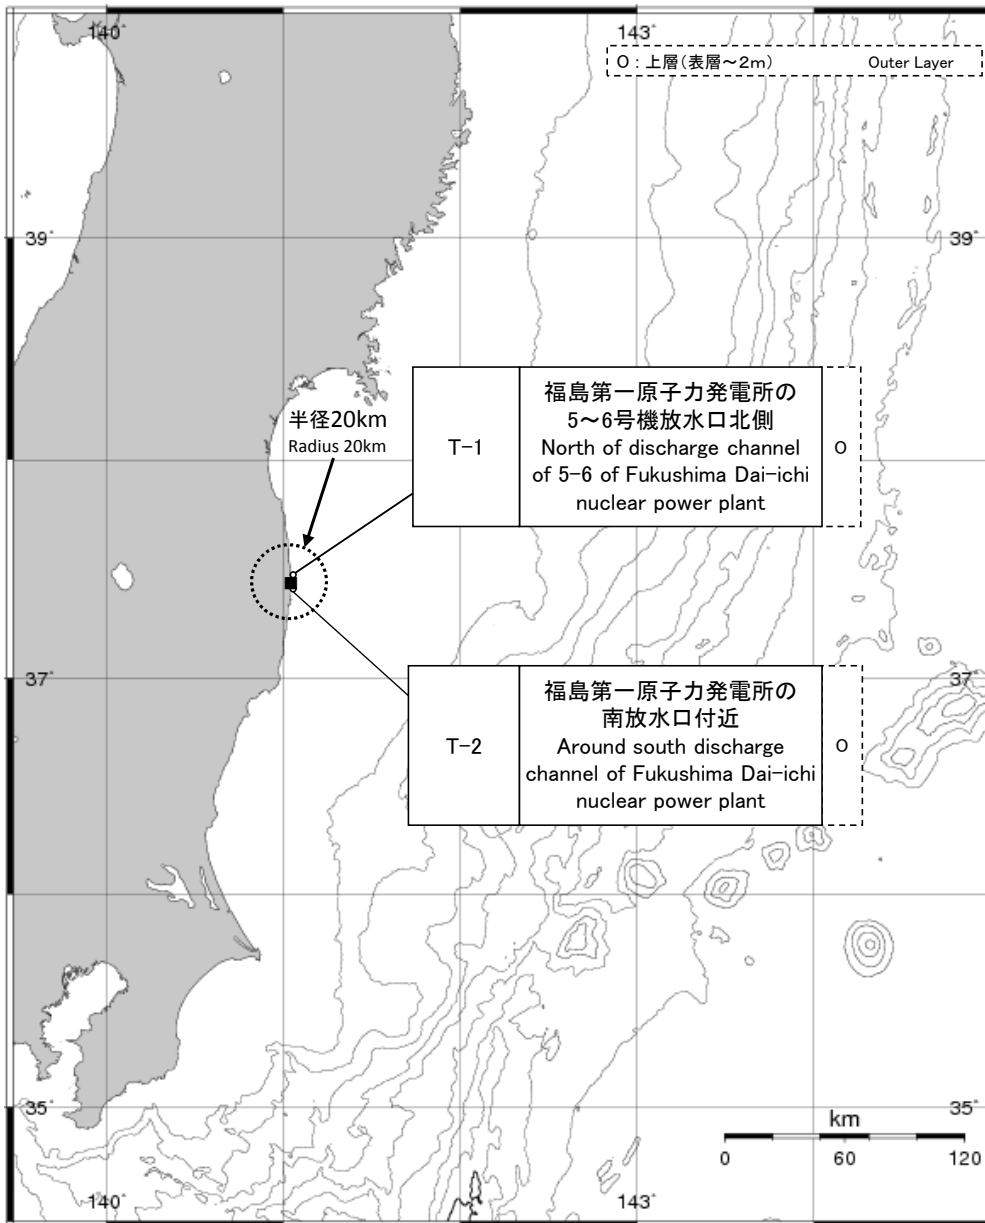 140°
143°
O : 上層(表層～2m) Outer Layer
39°
39°
半径20km
Radius 20km
T-1
福島第一原子力発電所の
5～6号機放水口北側
North of discharge channel
of 5-6 of Fukushima Dai-ichi
nuclear power plant
O
37°
37°
T-2
福島第一原子力発電所の
南放水口付近
Around south discharge
channel of Fukushima Dai-ichi
nuclear power plant
O
35°
35°
km
0 60 120
140°
143°